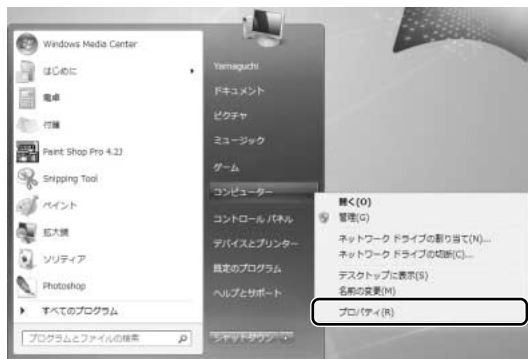 Windows Media Center
はじめに
電卓
付箋
Paint Shop Pro 4.2J
Snipping Tool
ペイント
拡大鏡
ソリティア
Photoshop
すべてのプログラム
プログラムとファイルの検索
Yamaguchi
ドキュメント
ピクチャ
ミュージック
ゲーム
コンピューター
コントロール パネル
デバイスとプリンター
既定のプログラム
ヘルプとサポート
シャットダウン
開く(O)
管理(G)
ネットワーク ドライブの割り当て(N)...
ネットワーク ドライブの切断(C)...
デスクトップに表示(S)
名前の変更(M)
プロパティ(R)